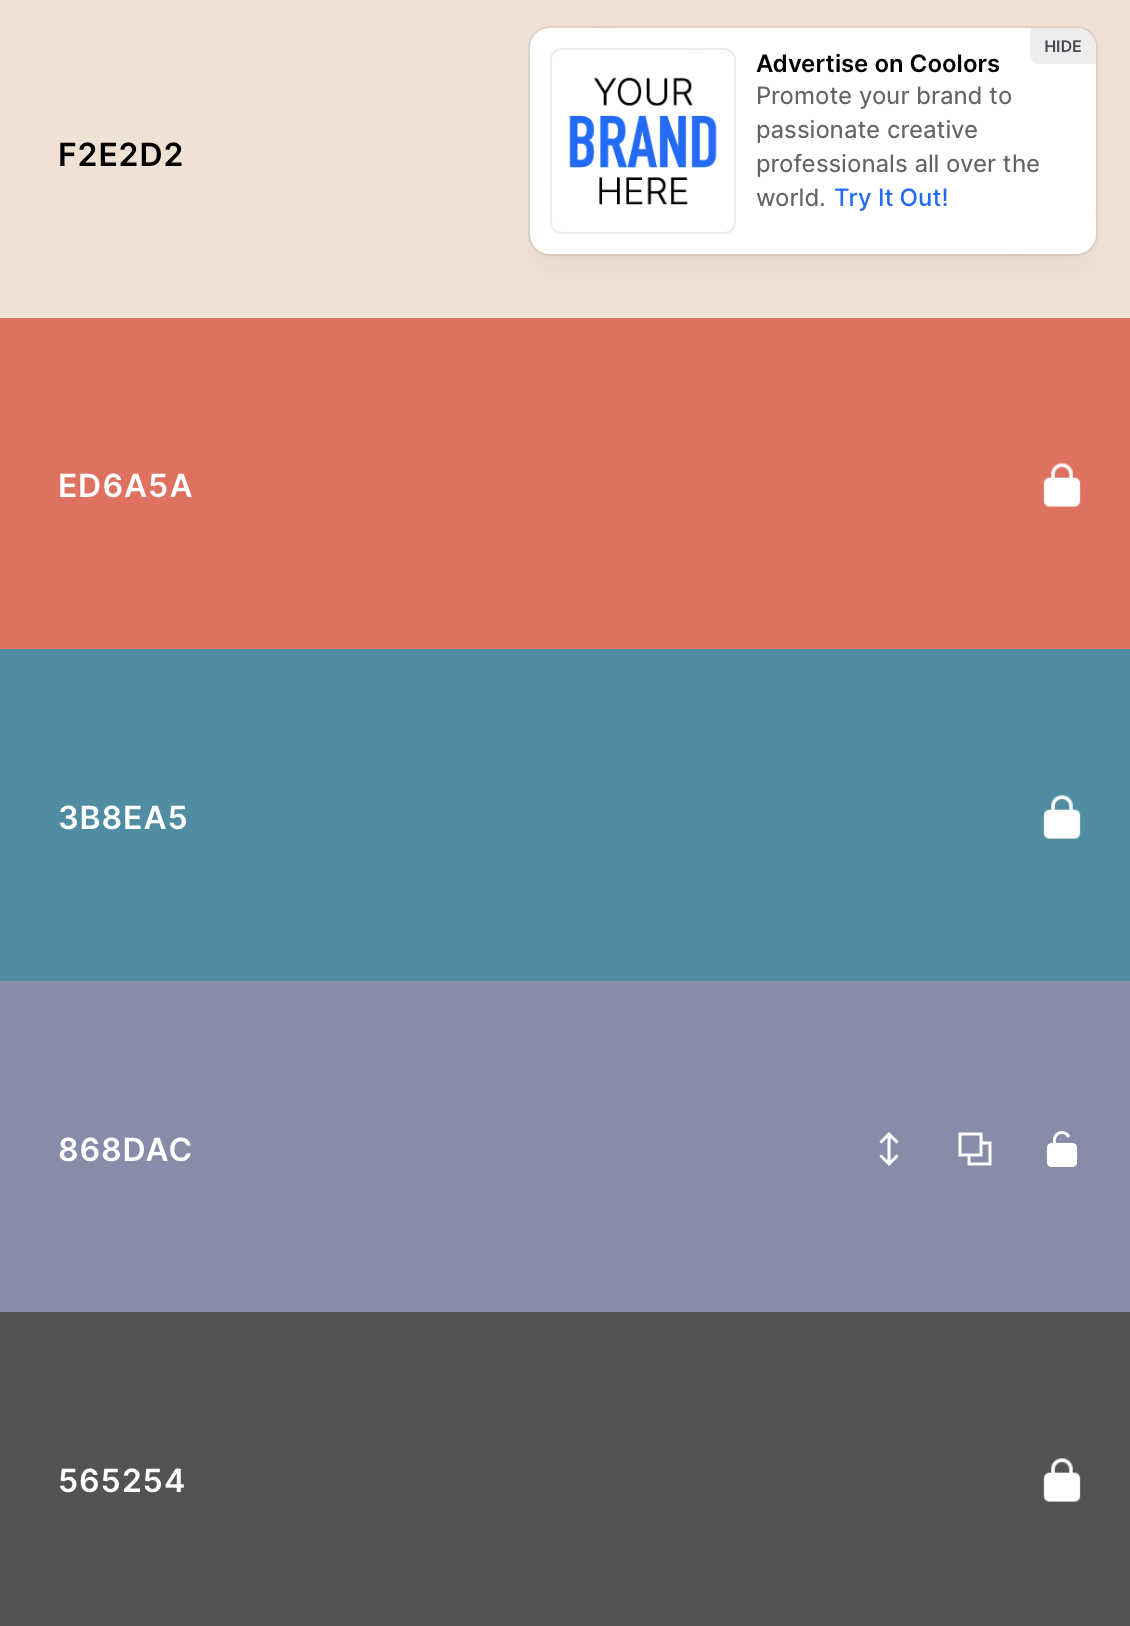 F2E2D2
HIDE
YOUR
BRAND
HERE
Advertise on Coolors
Promote your brand to
passionate creative
professionals all over the
world. Try It Out!
ED6A5A
3B8EA5
868DAC
565254